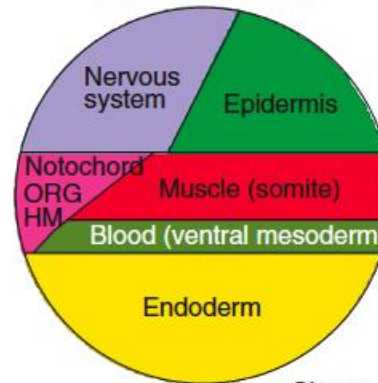 Nervous
system
Epidermis
Notochord
ORG
HM
Muscle (somite)
Blood (ventral mesoderm
Endoderm